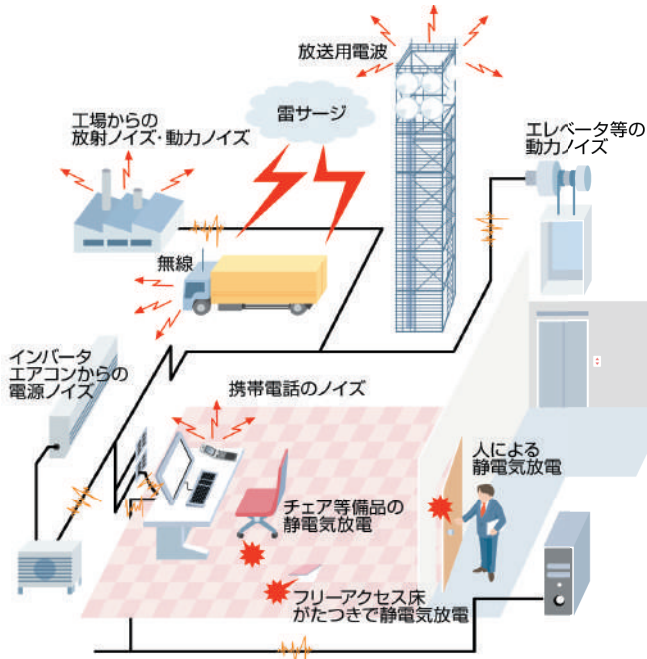 放送用電波
雷サージ
工場からの
放射ノイズ・動力ノイズ
エレベータ等の
動力ノイズ
無線
インバータ
エアコンからの
電源ノイズ
携帯電話のノイズ
人による
静電気放電
チェア等備品の
静電気放電
フリーアクセス床
がたつきで静電気放電